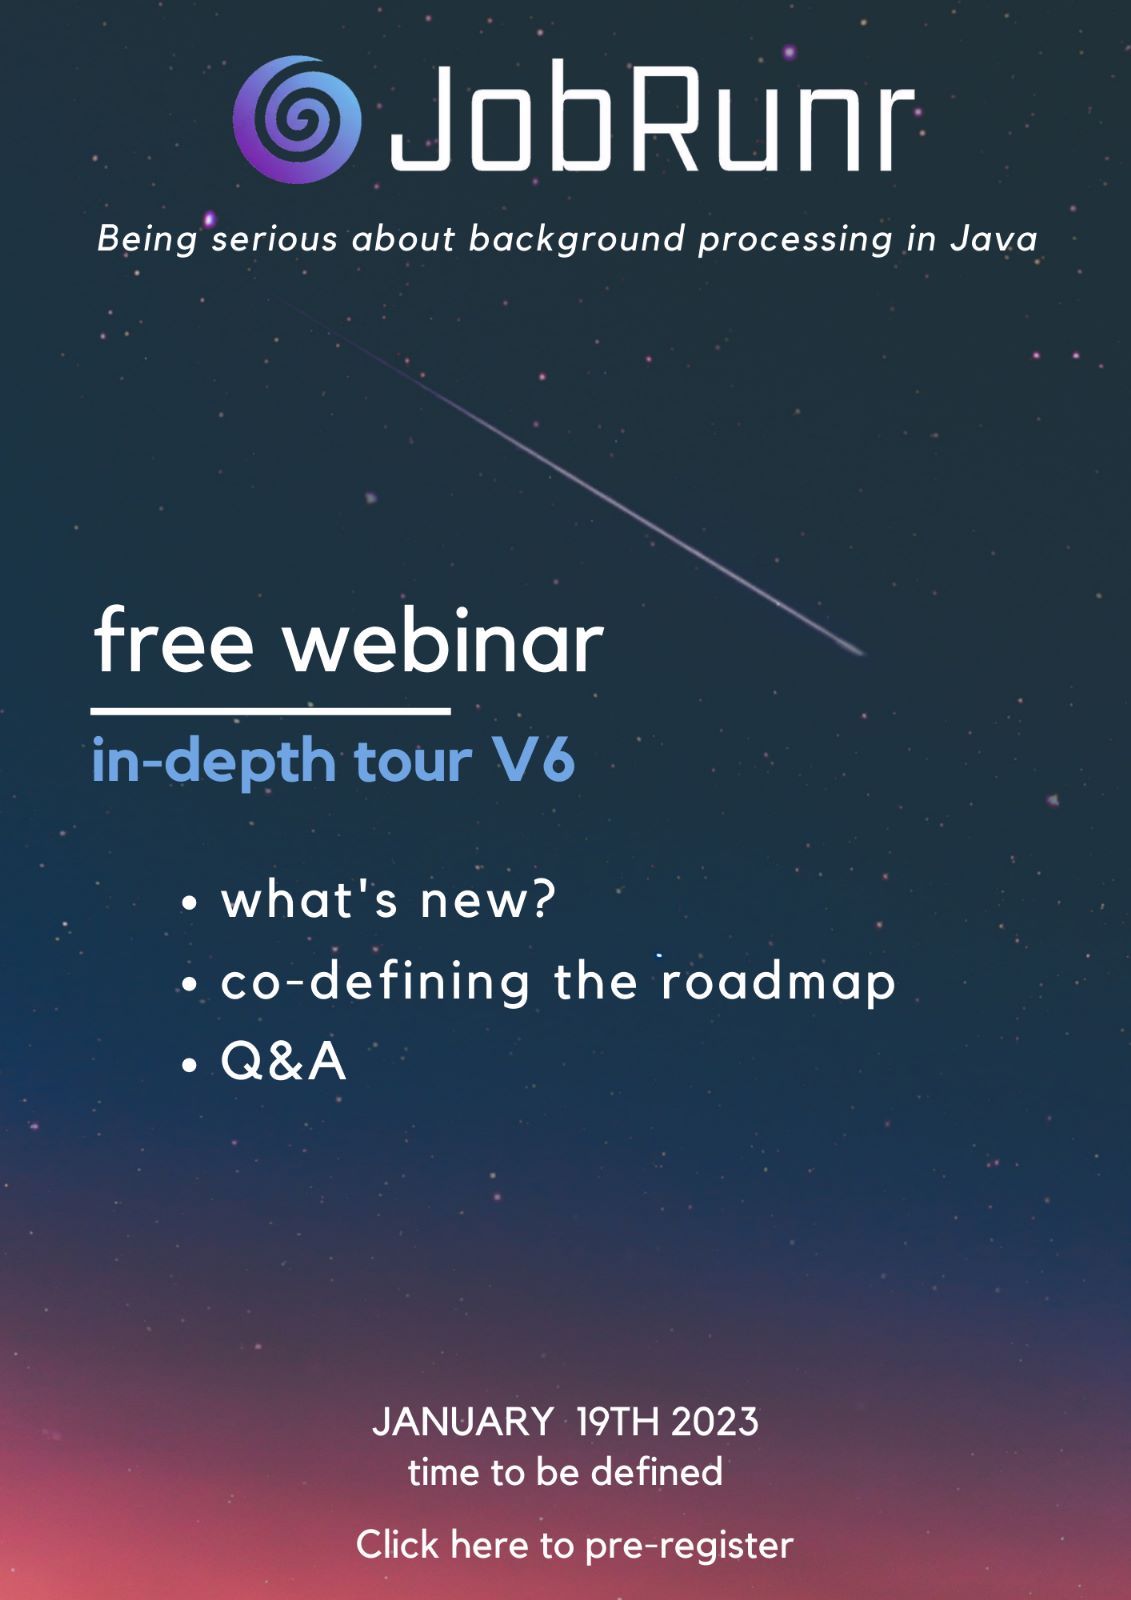 JobRunr
Being serious about background processing in Java
free webinar
in-depth tour V6
• what's new?
• co-defining the roadmap
• Q&A
JANUARY 19TH 2023
time to be defined
Click here to pre-register